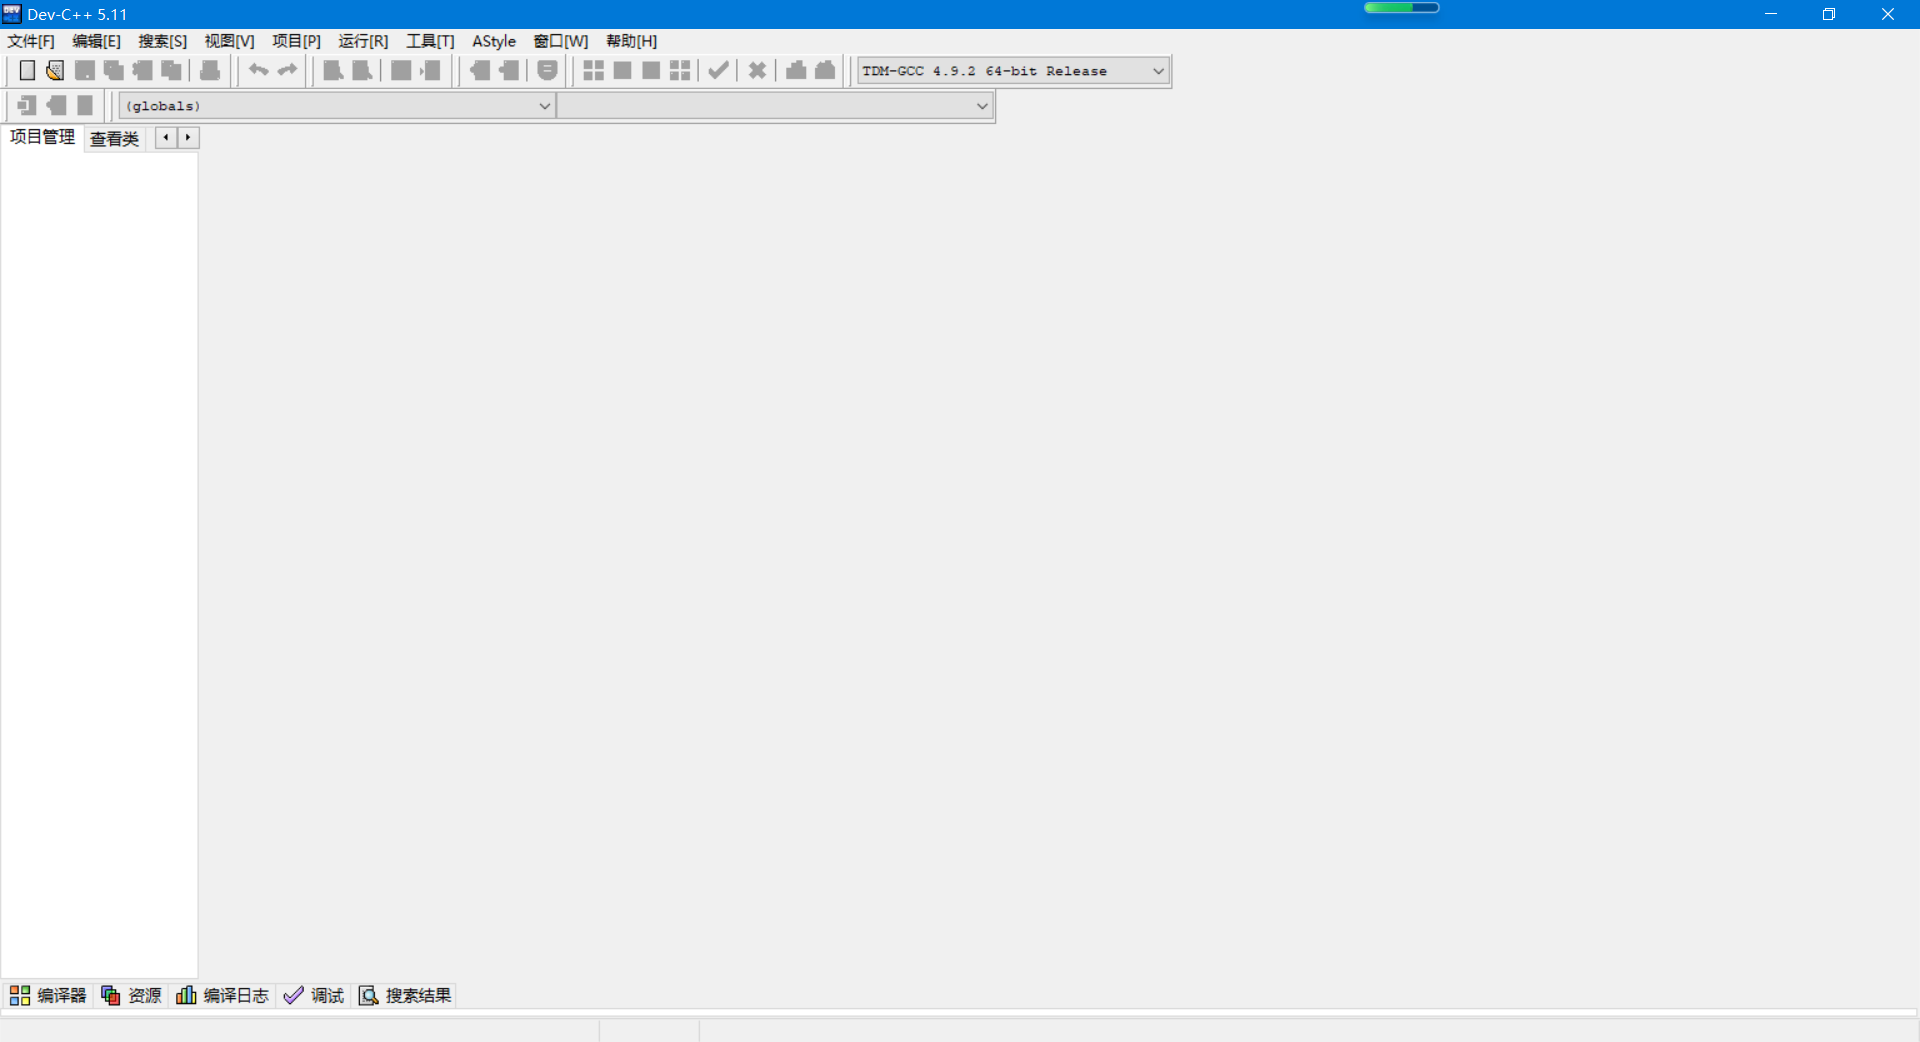 Dev-C++ 5.11
文件[F] 编辑[E] 搜索[S] 视图[V] 项目[P] 运行[R] 工具[T] AStyle 窗口[W] 帮助[H]
TDM-GCC 4.9.2 64-bit Release
(globals)
项目管理 查看类
编译器 资源 编译日志 调试 搜索结果